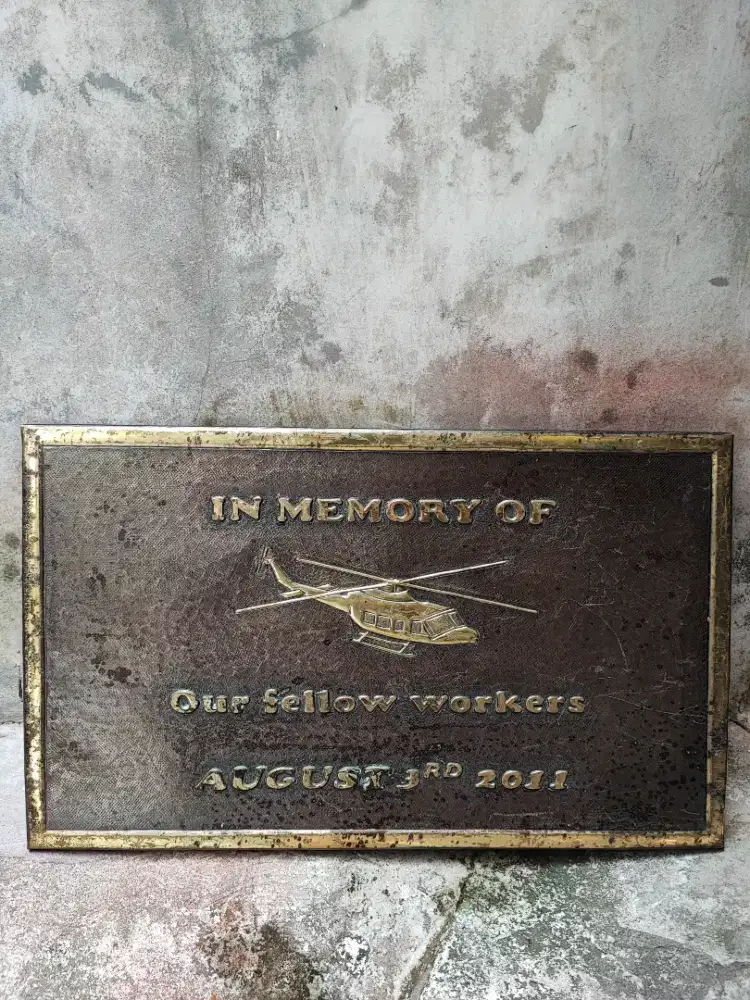 IN MEMORY OF
Our fellow workers
AUGUST 3RD 2011